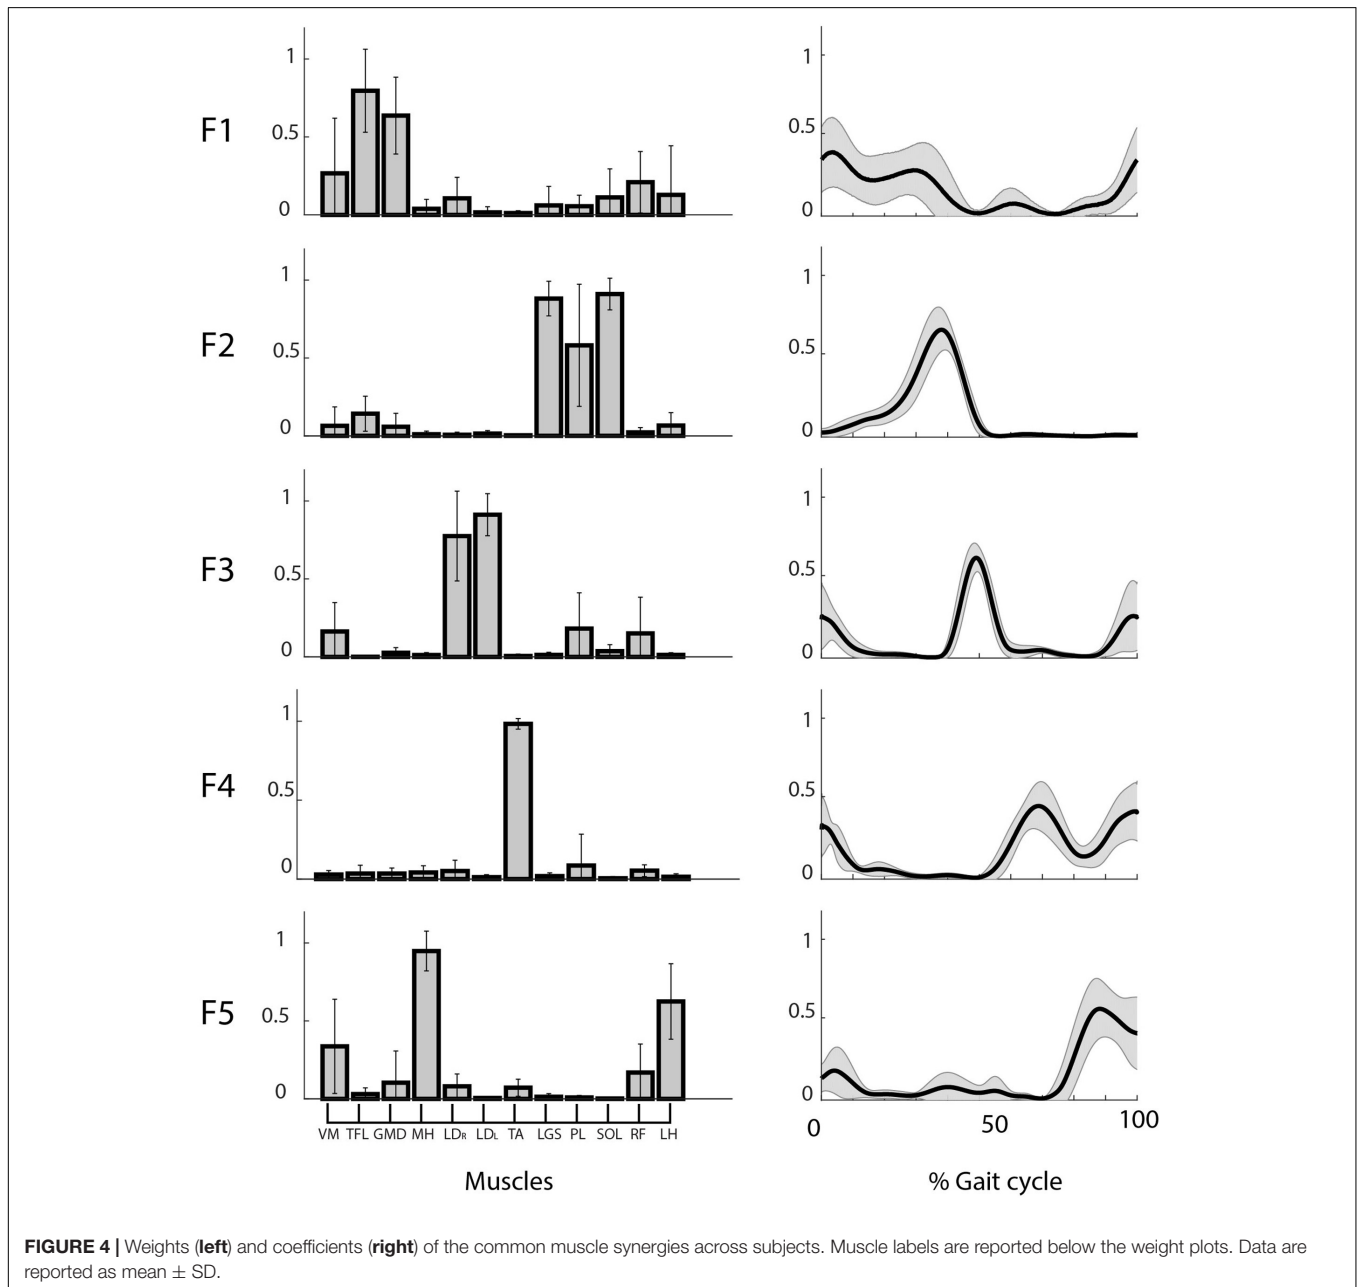 1
0.5
0
F1
1
0.5
0
1
0.5
0
F2
1
0.5
0
1
0.5
0
F3
1
0.5
0
1
0.5
0
F4
1
0.5
0
1
0.5
0
F5
1
0.5
0
VM TFL GMD MH LDR LDL TA LGS PL SOL RF LH
0 50 100
Muscles
% Gait cycle
FIGURE 4 | Weights (left) and coefficients (right) of the common muscle synergies across subjects. Muscle labels are reported below the weight plots. Data are
reported as mean ± SD.